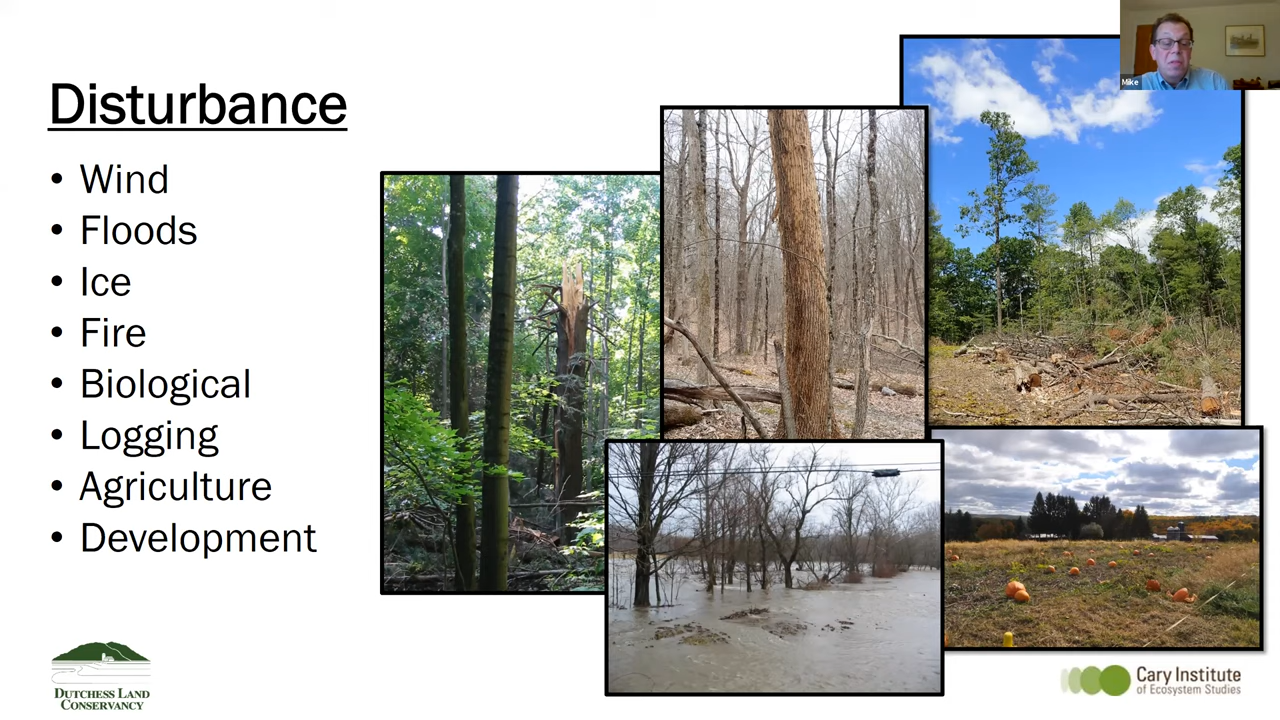 Mike
Disturbance
• Wind
• Floods
• Ice
• Fire
• Biological
• Logging
• Agriculture
• Development
DUTCHESS LAND
CONSERVANCY
Cary Institute
of Ecosystem Studies